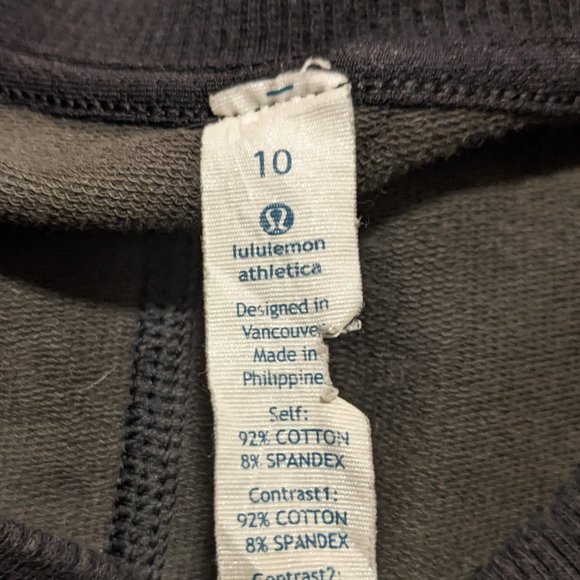 10
lululemon
athletica
Designed in
Vancouve
Made in
Philippine
Self:
92% COTTON
8% SPANDEX
Contrast1:
92% COTTON
8% SPANDEX
Contrast2: